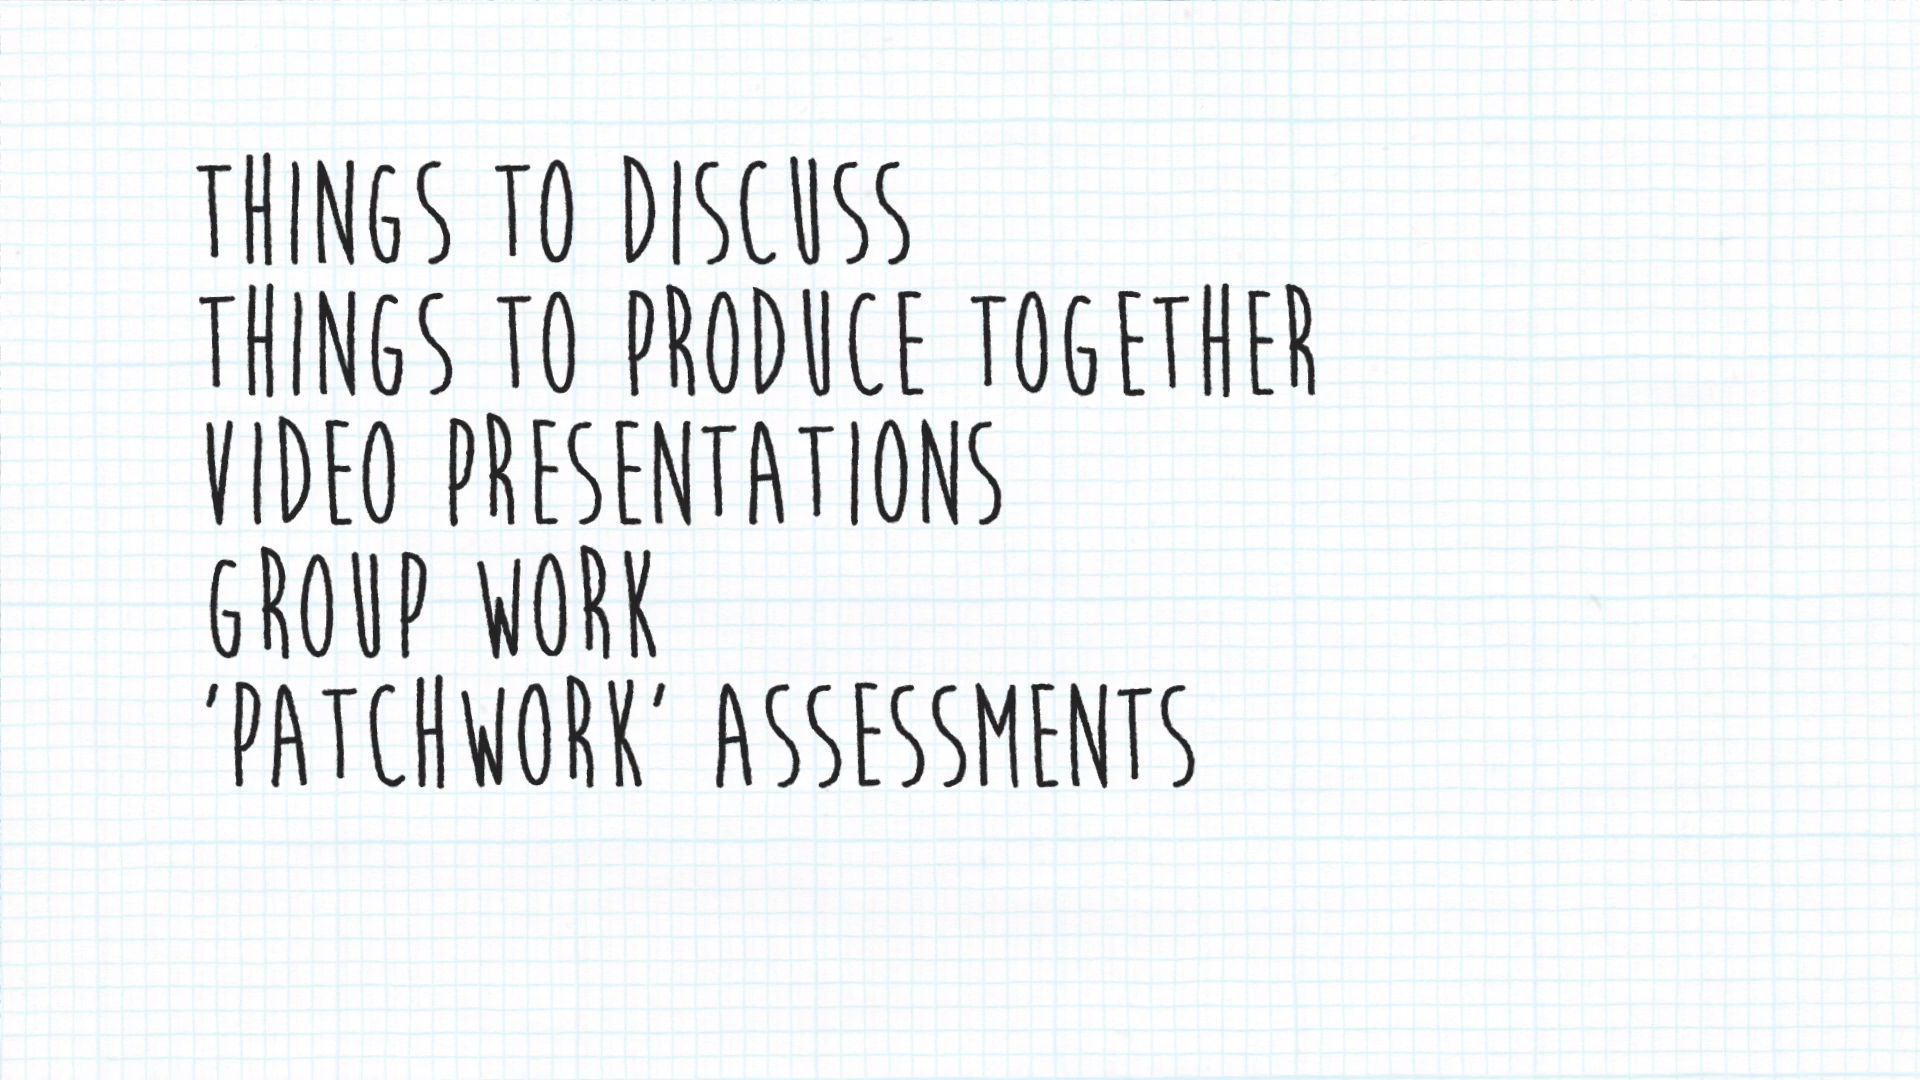 THINGS TO DISCUSS
THINGS TO PRODUCE TOGETHER
VIDEO PRESENTATIONS
GROUP WORK
'PATCHWORK' ASSESSMENTS